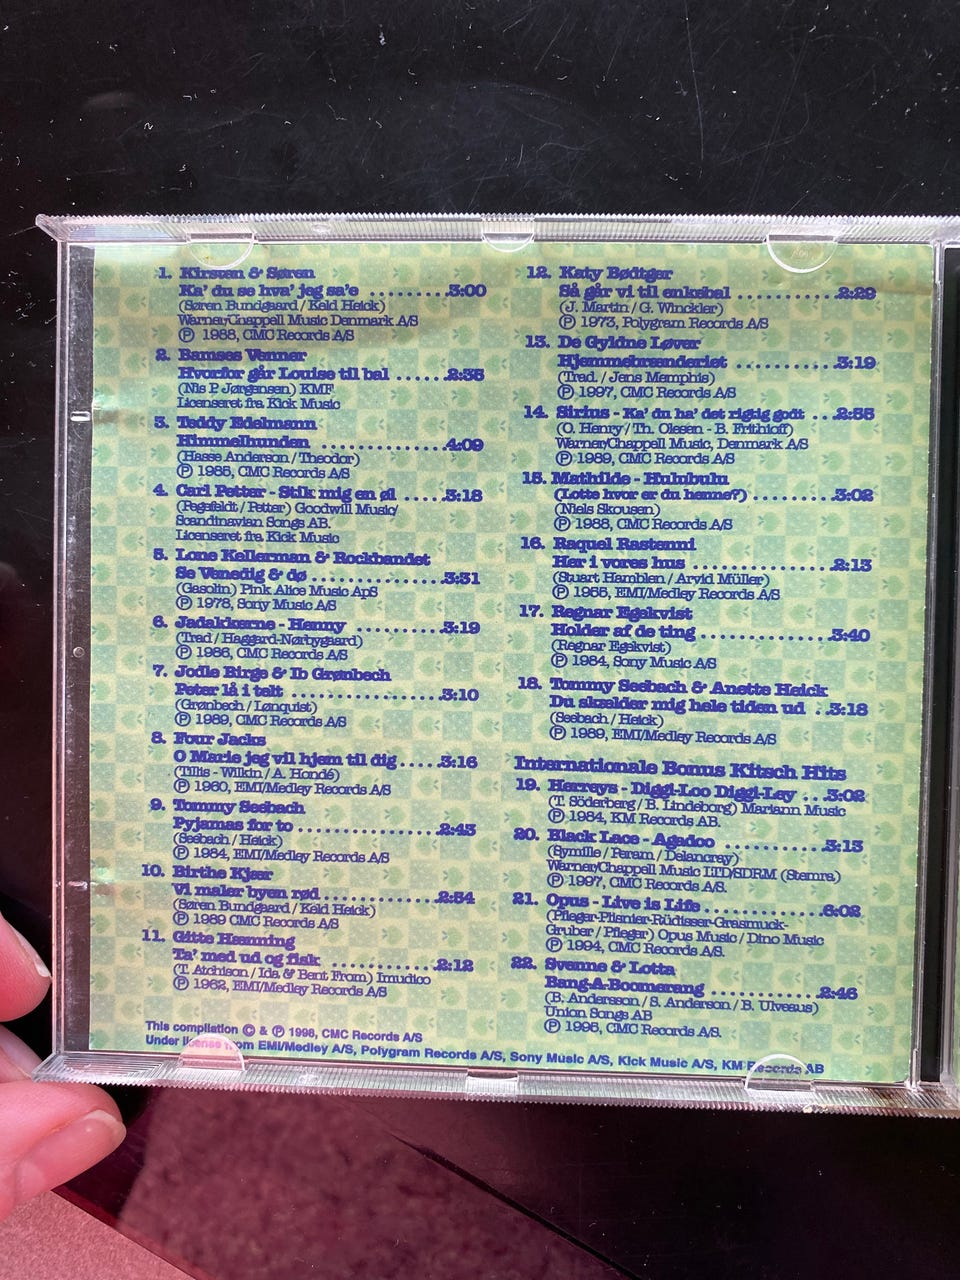 1. Kirsten & Søren
Ka' du se hva' jeg sa'e ........3:00
(Søren Bundgaard / Keld Heick)
Warner/Chappell Music Denmark A/S
Ⓟ 1988, CMC Records A/S
2. Bamses Venner
Hvorfor går Louise til bal ......2:35
(Nis P. Jørgensen) KMF
Licenseret fra Kick Music
3. Teddy Edelmann
Himmelhunden ..............4:09
(Hasse Anderson / Theodor)
Ⓟ 1985, CMC Records A/S
4. Carl Petter - Stik mig en øl .....3:18
(Pegefeldt / Petter) Goodwill Music/
Scandinavian Songs AB.
Licenseret fra Kick Music
5. Lone Kellerman & Rockbandet
Se Venedig & dø ...............3:31
(Gasolin) Pink Alice Music ApS
Ⓟ 1978, Sony Music A/S
6. Jadakkerne - Henny ..........3:19
(Trad / Haggard-Nørbygaard)
Ⓟ 1986, CMC Records A/S
7. Jodle Birge & Ib Grønbech
Peter lå i telt .................3:10
(Grønbech / Lønquist)
Ⓟ 1989, CMC Records A/S
8. Four Jacks
O Marie jeg vil hjem til dig .....3:16
(Tillis - Wilkin / A. Hondé)
Ⓟ 1960, EMI/Medley Records A/S
9. Tommy Seebach
Pyjamas for to .................2:43
(Seebach / Heick)
Ⓟ 1984, EMI/Medley Records A/S
10. Birthe Kjær
Vi maler byen rød ..............2:54
(Søren Bundgaard / Keld Heick)
Ⓟ 1989 CMC Records A/S
11. Gitte Hænning
Ta' med ud og fisk .............2:12
(T. Atchison / Ida & Bent From) Imudico
Ⓟ 1962, EMI/Medley Records A/S
12. Katy Bødtger
Så går vi til enkebal ............2:29
(J. Martin / G. Winckler)
Ⓟ 1973, Polygram Records A/S
13. De Gyldne Løver
Hjemmebrænderiet ............3:19
(Trad. / Jens Memphis)
Ⓟ 1997, CMC Records A/S
14. Sirius - Ka' du ha' det rigtig godt ...2:55
(O. Henry / Th. Olesen - B. Frithioff)
Warner/Chappell Music, Denmark A/S
Ⓟ 1989, CMC Records A/S
15. Mathilde - Hulubulu
(Lotte hvor er du henne?) ..........3:02
(Niels Skousen)
Ⓟ 1988, CMC Records A/S
16. Raquel Rastenni
Her i vores hus ................2:13
(Stuart Hamblen / Arvid Müller)
Ⓟ 1955, EMI/Medley Records A/S
17. Regnar Egekvist
Holder af de ting ...............3:40
(Regnar Egekvist)
Ⓟ 1984, Sony Music A/S
18. Tommy Seebach & Anette Heick
Du skælder mig hele tiden ud ..3:18
(Seebach / Heick)
Ⓟ 1989, EMI/Medley Records A/S
Internationale Bonus Kitsch Hits
19. Herreys - Diggi-Loo Diggi-Ley ...3:02
(T. Söderberg / B. Lindeborg) Mariann Music
Ⓟ 1984, KM Records AB.
20. Black Lace - Agadoo ...........3:13
(Symille / Peram / Delancray)
Warner/Chappell Music LTD/SDRM (Stemra)
Ⓟ 1997, CMC Records A/S.
21. Opus - Live is Life .............6:02
(Pfleger-Plisnier-Rüdisser-Grasmuck-
Gruber / Pfleger) Opus Music / Dino Music
Ⓟ 1994, CMC Records A/S.
22. Svenne & Lotta
Bang-A-Boomerang ............2:46
(B. Andersson / S. Anderson / B. Ulveaus)
Union Songs AB
Ⓟ 1995, CMC Records A/S.
This compilation © & Ⓟ 1998, CMC Records A/S
Under license from EMI/Medley A/S, Polygram Records A/S, Sony Music A/S, Kick Music A/S, KM Records AB